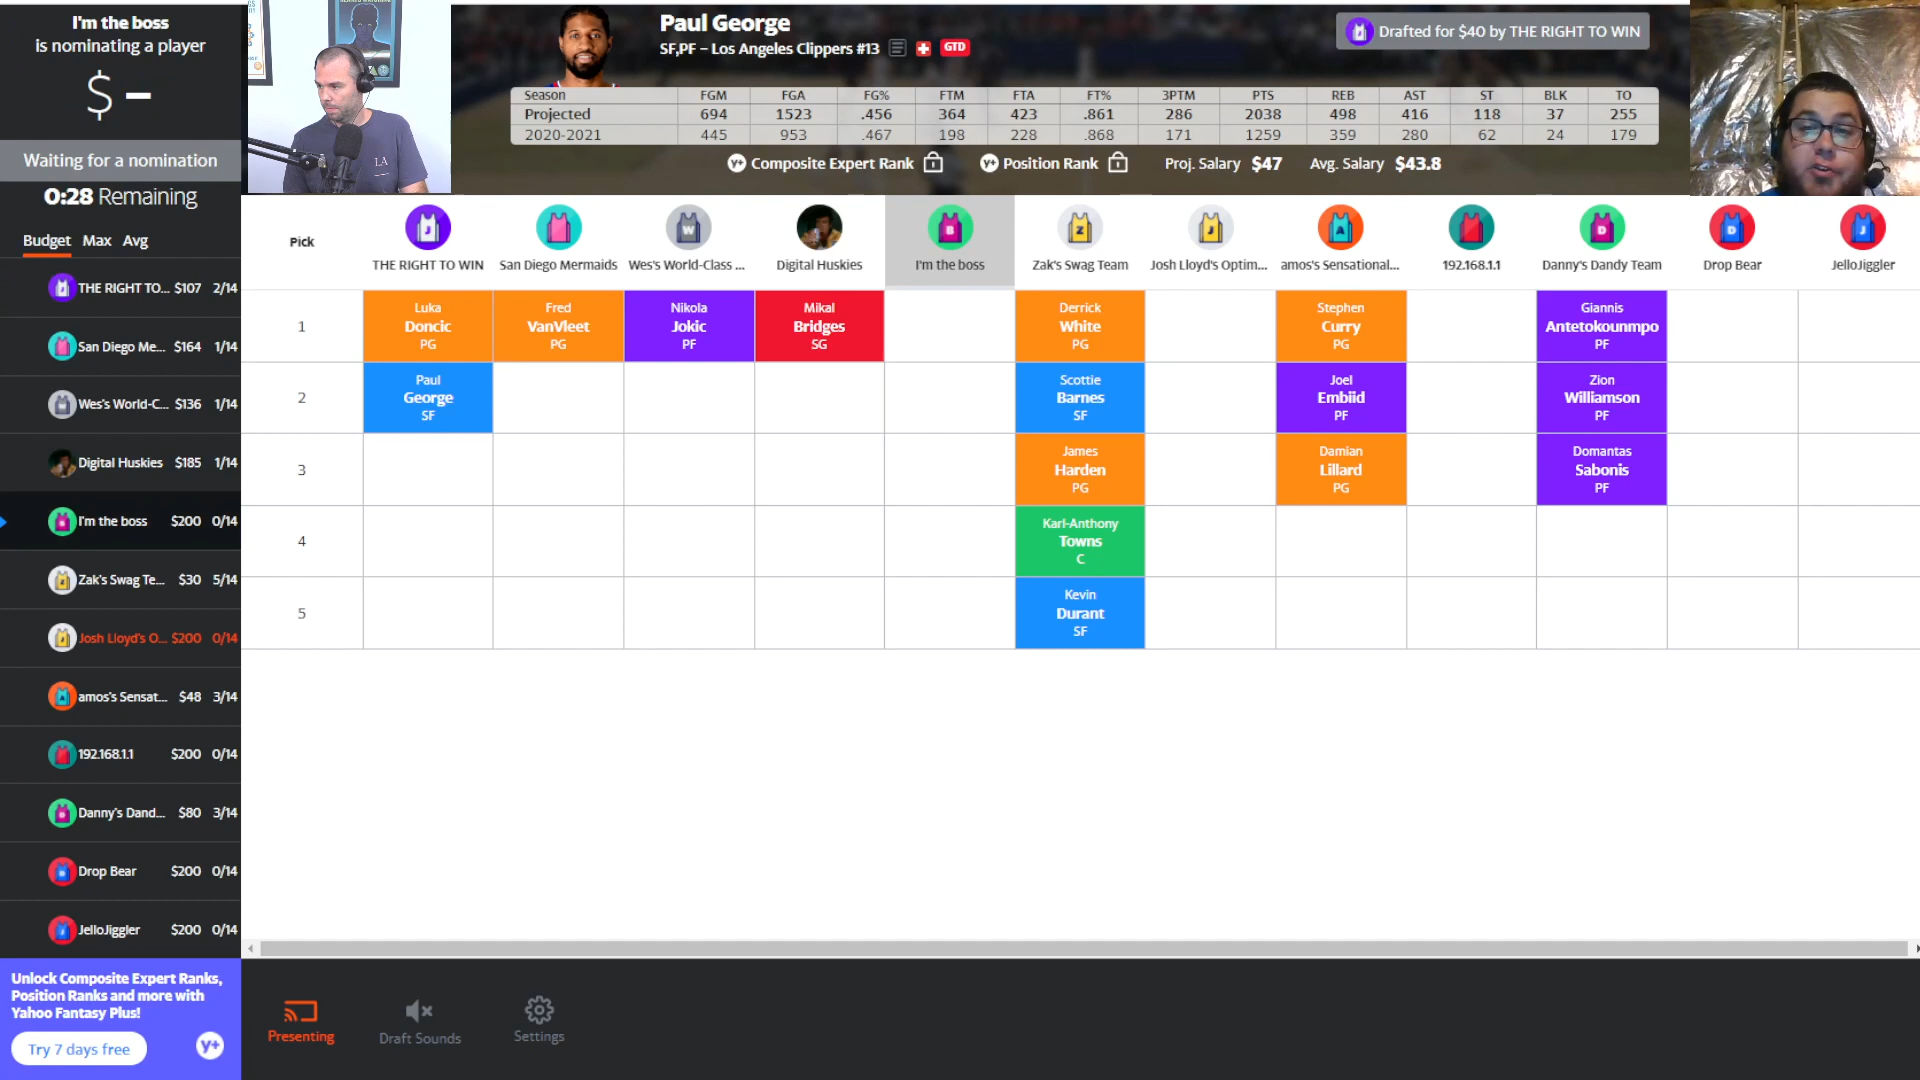 I'm the boss
is nominating a player
$ –
Waiting for a nomination
0:28 Remaining
Budget Max Avg
THE RIGHT TO... $107 2/14
San Diego Me... $164 1/14
Wes's World-C... $136 1/14
Digital Huskies $185 1/14
I'm the boss $200 0/14
Zak's Swag Te... $30 5/14
Josh Lloyd's O... $200 0/14
amos's Sensat... $48 3/14
192.168.1.1 $200 0/14
Danny's Dand... $80 3/14
Drop Bear $200 0/14
JelloJiggler $200 0/14
Unlock Composite Expert Ranks,
Position Ranks and more with
Yahoo Fantasy Plus!
Try 7 days free y+
LA
Paul George
SF,PF – Los Angeles Clippers #13 GTD
Drafted for $40 by THE RIGHT TO WIN
Season FGM FGA FG% FTM FTA FT% 3PTM PTS REB AST ST BLK TO
Projected 694 1523 .456 364 423 .861 286 2038 498 416 118 37 255
2020-2021 445 953 .467 198 228 .868 171 1259 359 280 62 24 179
y+ Composite Expert Rank y+ Position Rank Proj. Salary $47 Avg. Salary $43.8
J W B Z J A D D J
Pick THE RIGHT TO WIN San Diego Mermaids Wes's World-Class ... Digital Huskies I'm the boss Zak's Swag Team Josh Lloyd's Optim... amos's Sensational... 192.168.1.1 Danny's Dandy Team Drop Bear JelloJiggler
Luka Fred Nikola Mikal Derrick Stephen Giannis
1 Doncic VanVleet Jokic Bridges White Curry Antetokounmpo
PG PG PF SG PG PG PF
Paul Scottie Joel Zion
2 George Barnes Embiid Williamson
SF SF PF PF
James Damian Domantas
3 Harden Lillard Sabonis
PG PG PF
Karl-Anthony
4 Towns
C
Kevin
5 Durant
SF
Presenting Draft Sounds Settings